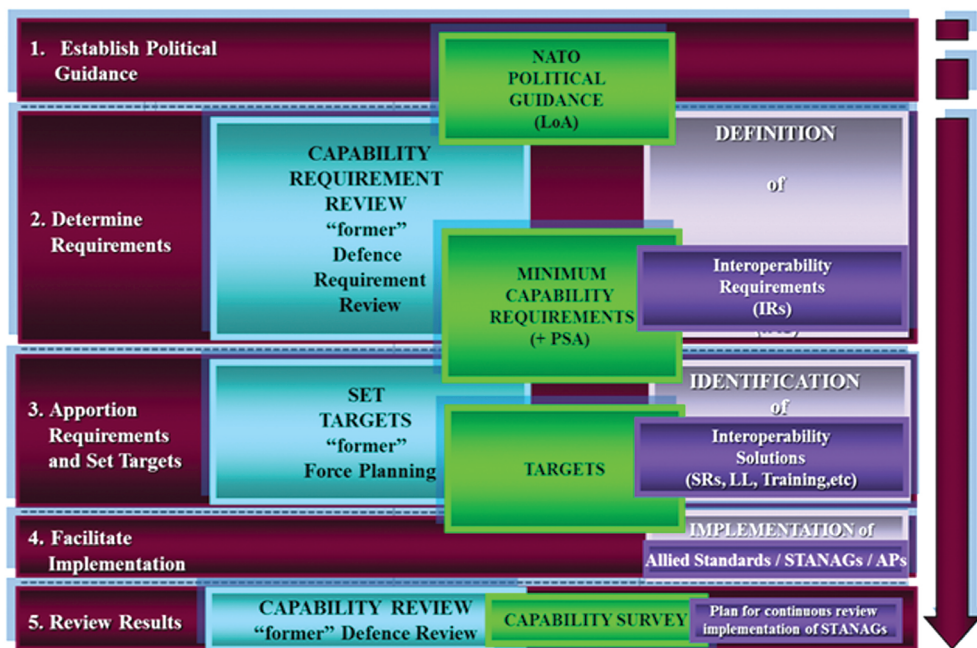 1. Establish Political
Guidance
NATO
POLITICAL
GUIDANCE
(LoA)
2. Determine
Requirements
CAPABILITY
REQUIREMENT
REVIEW
“former”
Defence
Requirement
Review
MINIMUM
CAPABILITY
REQUIREMENTS
(+ PSA)
DEFINITION
of
Interoperability
Requirements
(IRs)
3. Apportion
Requirements
and Set Targets
SET
TARGETS
“former”
Force Planning
TARGETS
IDENTIFICATION
of
Interoperability
Solutions
(SRs, LL, Training,etc)
4. Facilitate
Implementation
IMPLEMENTATION of
Allied Standards / STANAGs / APs
5. Review Results
CAPABILITY REVIEW
“former” Defence Review
CAPABILITY SURVEY
Plan for continuous review
implementation of STANAGs